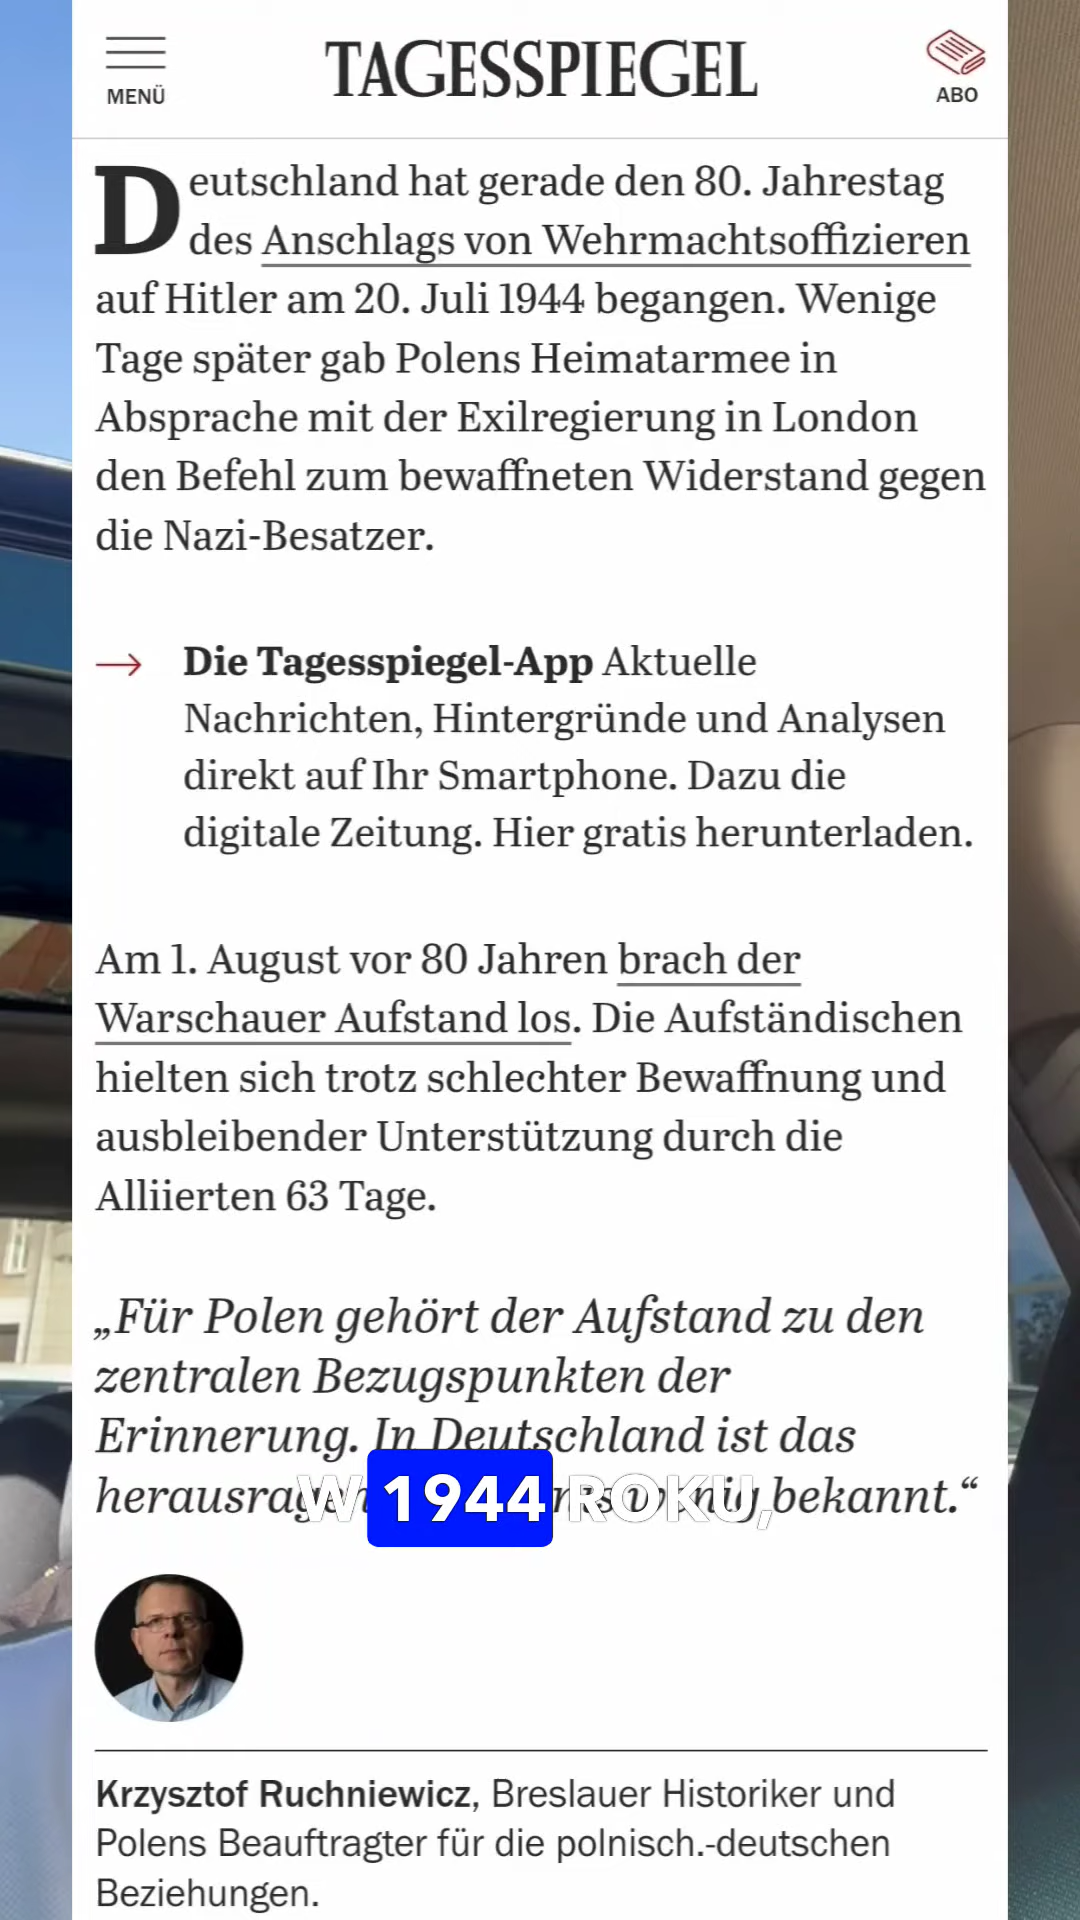 MENÜ
TAGESSPIEGEL
ABO
Deutschland hat gerade den 80. Jahrestag
des Anschlags von Wehrmachtsoffizieren
auf Hitler am 20. Juli 1944 begangen. Wenige
Tage später gab Polens Heimatarmee in
Absprache mit der Exilregierung in London
den Befehl zum bewaffneten Widerstand gegen
die Nazi-Besatzer.
→ Die Tagesspiegel-App Aktuelle
Nachrichten, Hintergründe und Analysen
direkt auf Ihr Smartphone. Dazu die
digitale Zeitung. Hier gratis herunterladen.
Am 1. August vor 80 Jahren brach der
Warschauer Aufstand los. Die Aufständischen
hielten sich trotz schlechter Bewaffnung und
ausbleibender Unterstützung durch die
Alliierten 63 Tage.
„Für Polen gehört der Aufstand zu den
zentralen Bezugspunkten der
Erinnerung. In Deutschland ist das
bekannt.“
W 1944 ROKU,
Krzysztof Ruchniewicz, Breslauer Historiker und
Polens Beauftragter für die polnisch.-deutschen
Beziehungen.